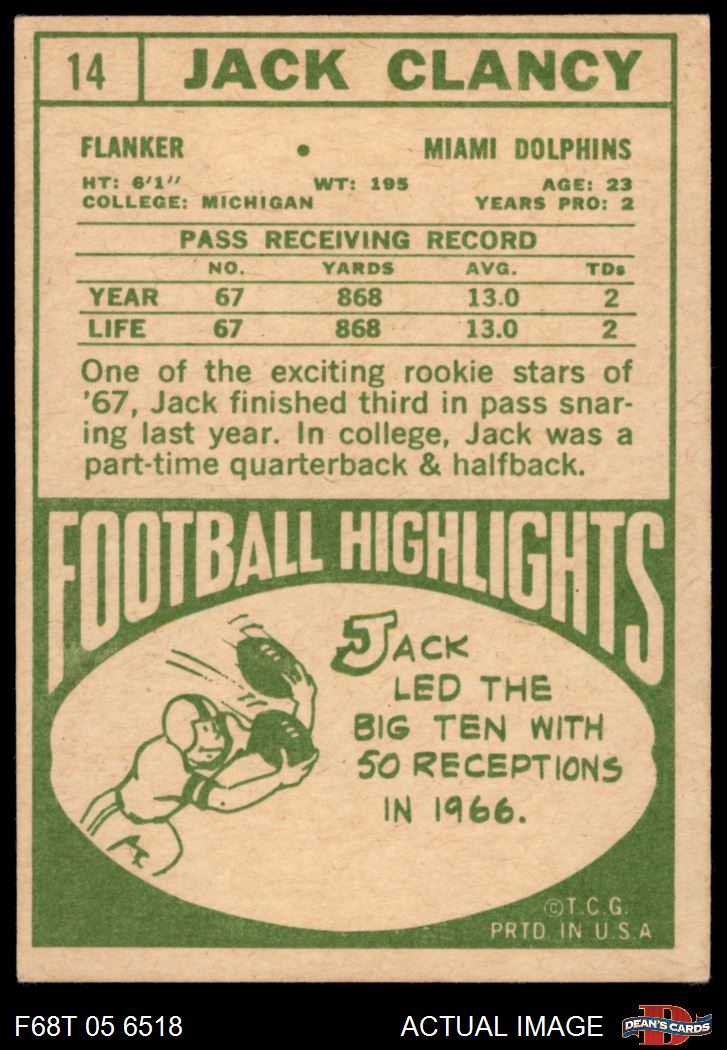 14 JACK CLANCY
FLANKER • MIAMI DOLPHINS
HT: 6'1" WT: 195 AGE: 23
COLLEGE: MICHIGAN YEARS PRO: 2
PASS RECEIVING RECORD
NO. YARDS AVG. TDs
YEAR 67 868 13.0 2
LIFE 67 868 13.0 2
One of the exciting rookie stars of
'67, Jack finished third in pass snar-
ing last year. In college, Jack was a
part-time quarterback & halfback.
FOOTBALL HIGHLIGHTS
JACK
LED THE
BIG TEN WITH
50 RECEPTIONS
IN 1966.
©T.C.G.
PRTD. IN U.S.A
F68T 05 6518 ACTUAL IMAGE DEAN'S CARDS